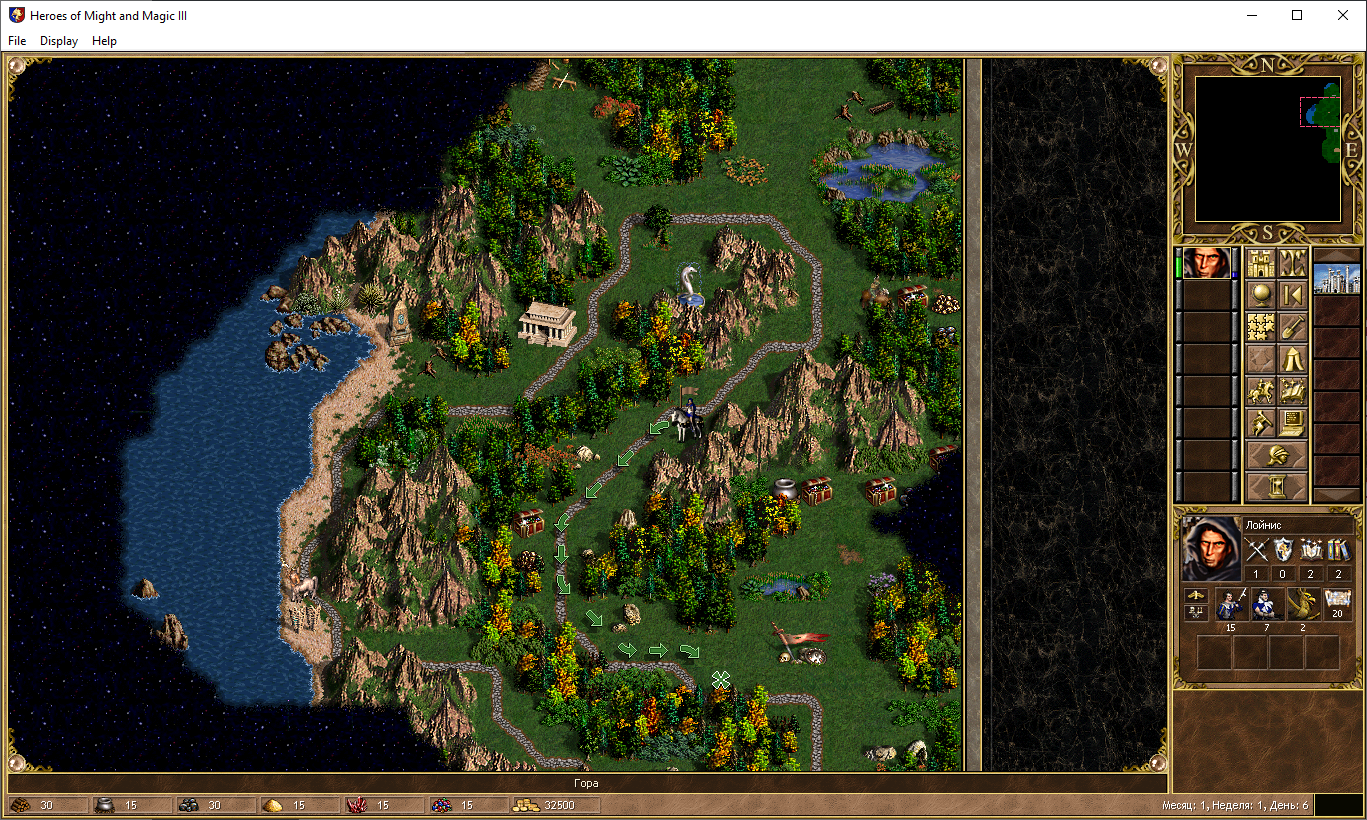 Heroes of Might and Magic III
File Display Help
N
W E
S
Лойнис
1 0 2 2
20
15 7 2
Гора
30 15 30 15 15 15 32500
Месяц: 1, Неделя: 1, День: 6